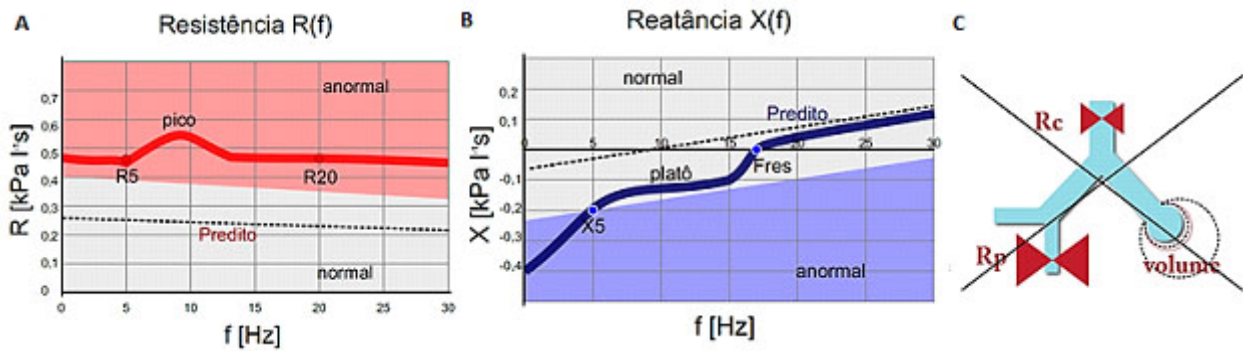 A
Resistência R(f)
0,7
0,6
0,5
0,4
0,3
0,2
0,1
0
R [kPa l⁻¹s]
anormal
pico
R5
R20
Predito
normal
0
5
10
15
20
25
30
f [Hz]
B
Reatância X(f)
0.2
0.1
0
-0.1
-0.2
-0.3
-0,4
X [kPa l⁻¹s]
normal
Predito
5
10
15
20
25
30
platô
Fres
X5
anormal
f [Hz]
C
Rc
Rp
volume